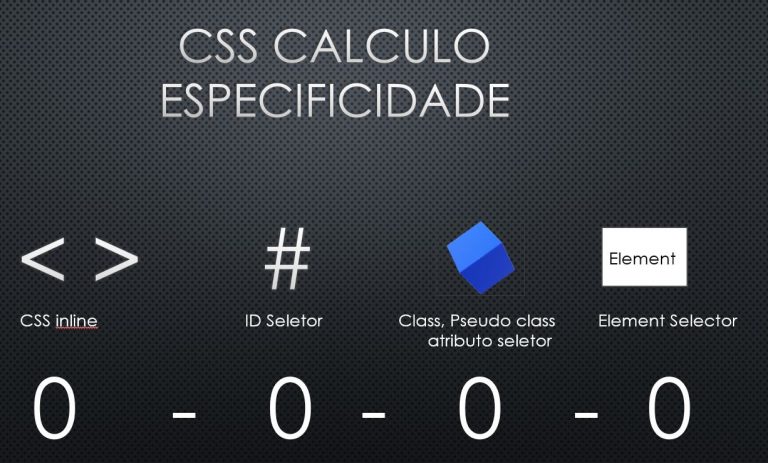 CSS CALCULO
ESPECIFICIDADE
< > # Element
CSS inline ID Seletor Class, Pseudo class Element Selector
atributo seletor
0 - 0 - 0 - 0